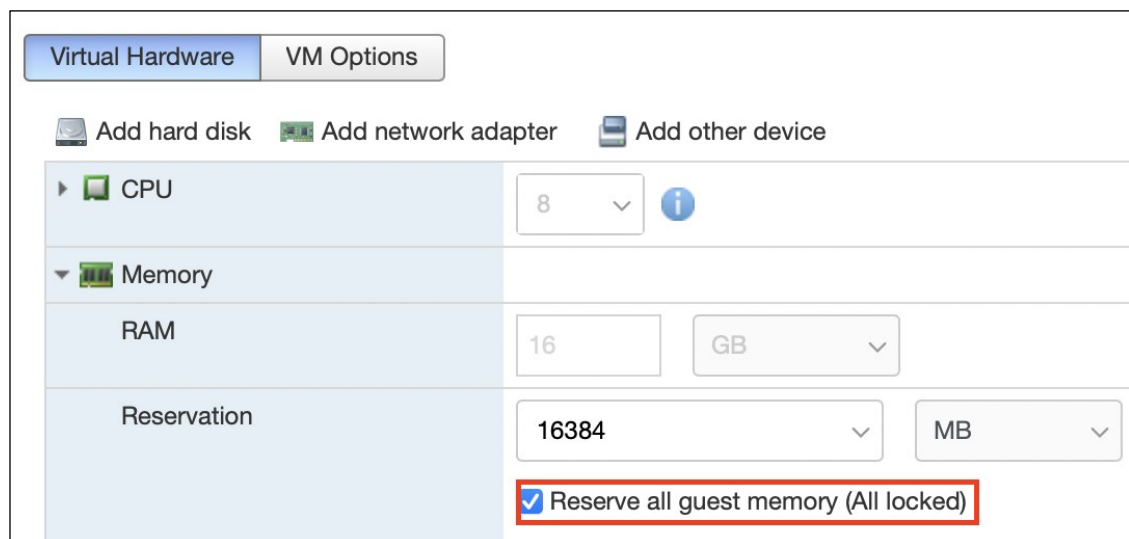 Virtual Hardware VM Options
Add hard disk Add network adapter Add other device
CPU 8
Memory
RAM 16 GB
Reservation 16384 MB
Reserve all guest memory (All locked)